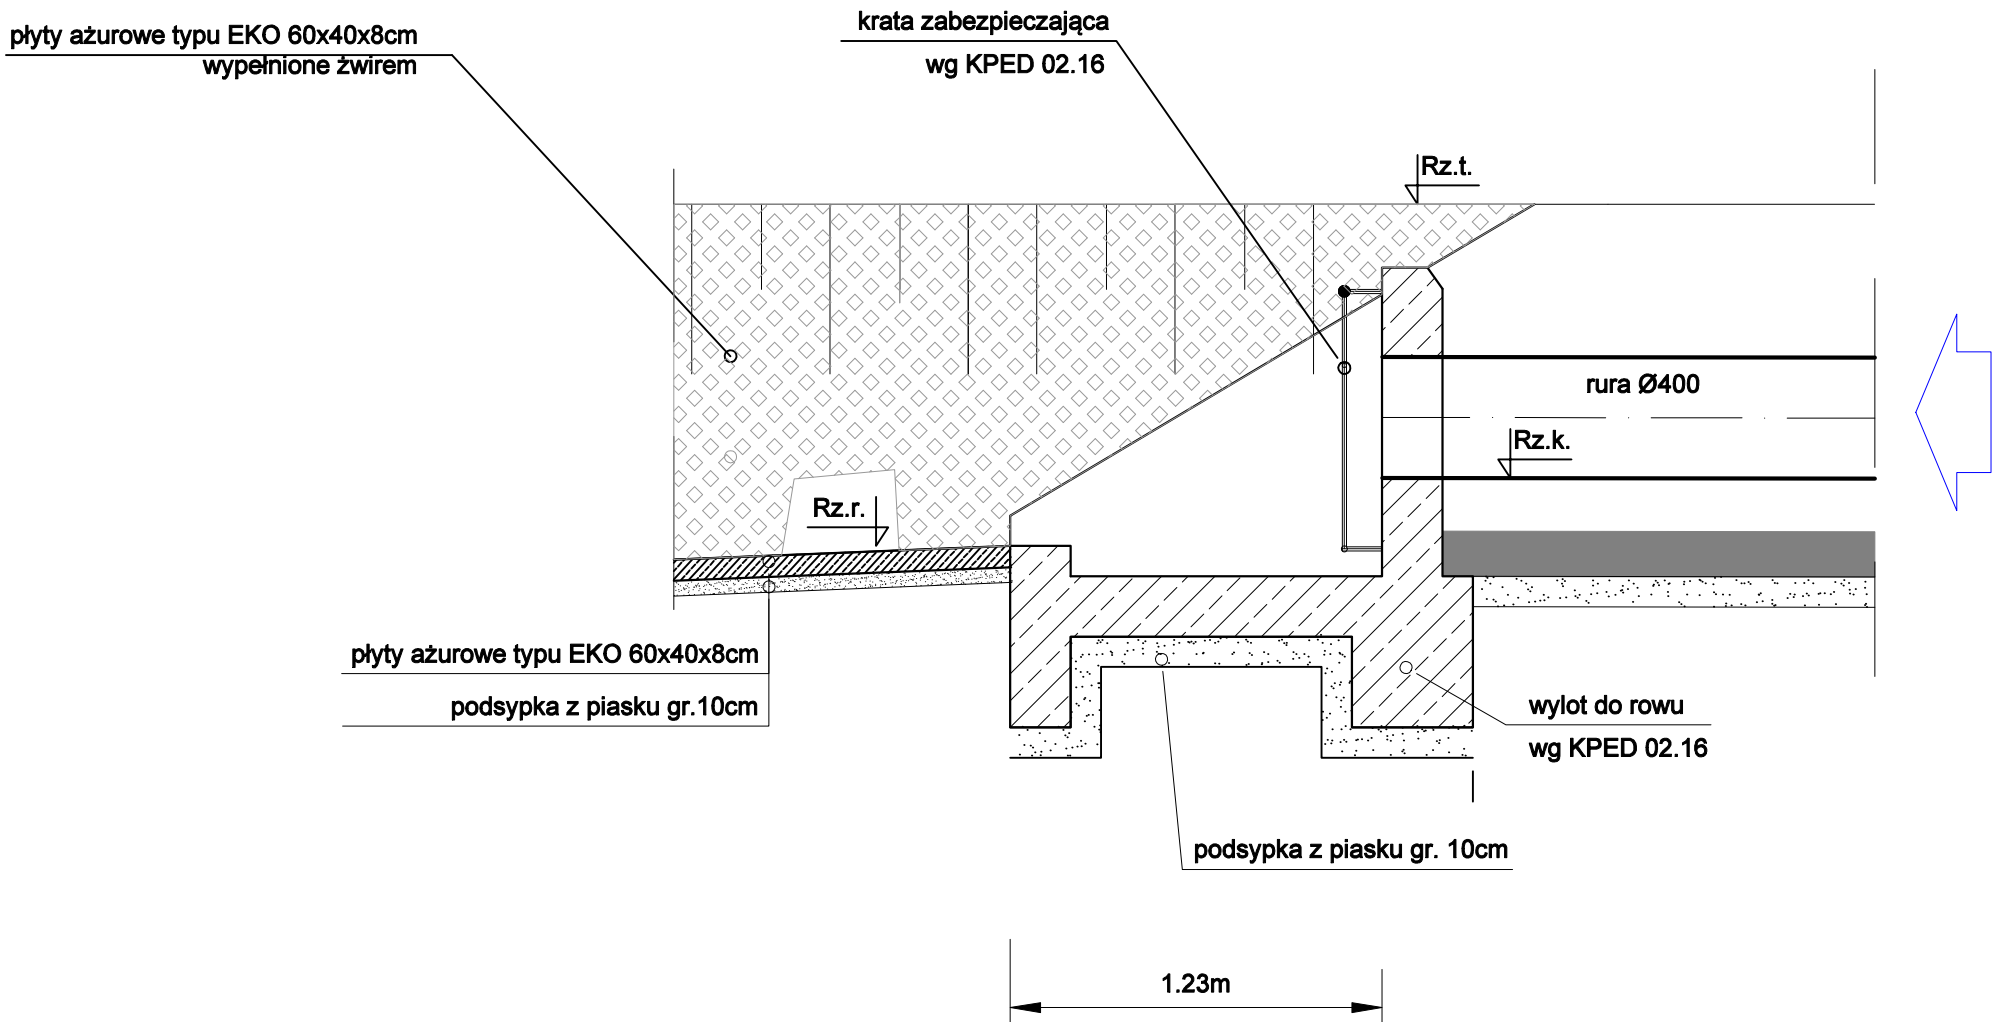 płyty ażurowe typu EKO 60x40x8cm
wypełnione żwirem
krata zabezpieczająca
wg KPED 02.16
Rz.t.
rura Ø400
Rz.k.
Rz.r.
płyty ażurowe typu EKO 60x40x8cm
podsypka z piasku gr.10cm
wylot do rowu
wg KPED 02.16
podsypka z piasku gr. 10cm
1.23m